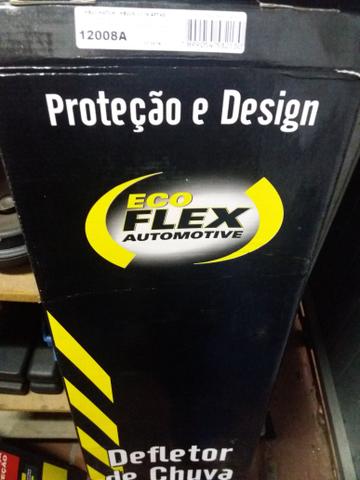 12008A
Proteção e Design
ECO
FLEX
AUTOMOTIVE
Defletor
de Chuva